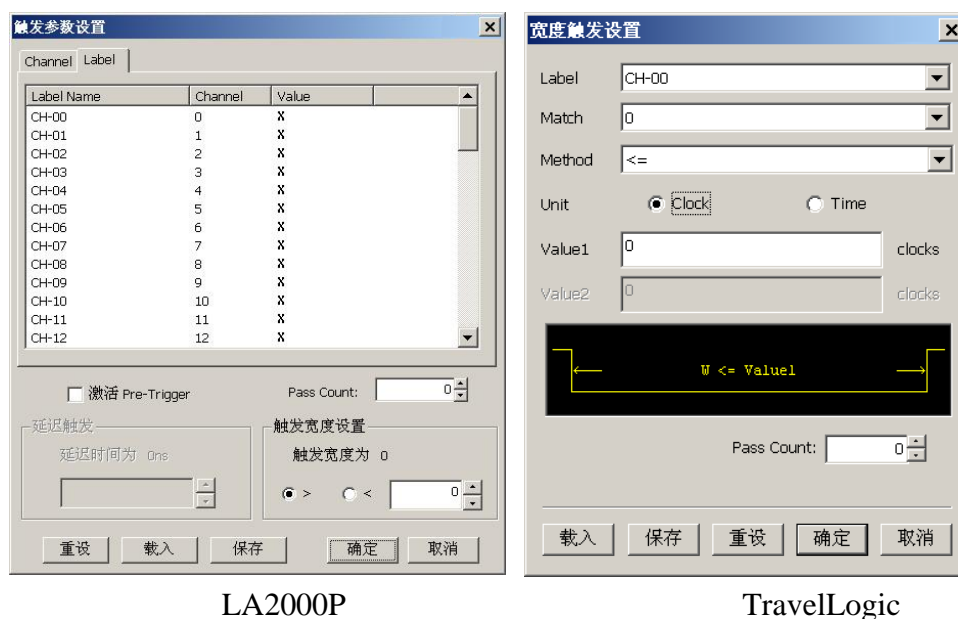 触发参数设置
Channel Label
Label Name Channel Value
CH-00 0 X
CH-01 1 X
CH-02 2 X
CH-03 3 X
CH-04 4 X
CH-05 5 X
CH-06 6 X
CH-07 7 X
CH-08 8 X
CH-09 9 X
CH-10 10 X
CH-11 11 X
CH-12 12 X
激活 Pre-Trigger Pass Count: 0
延迟触发
延迟时间为 0ns
触发宽度设置
触发宽度为 0
> < 0
重设 载入 保存 确定 取消
LA2000P
宽度触发设置
Label CH-00
Match 0
Method <=
Unit Clock Time
Value1 0 clocks
Value2 0 clocks
W <= Value1
Pass Count: 0
载入 保存 重设 确定 取消
TravelLogic